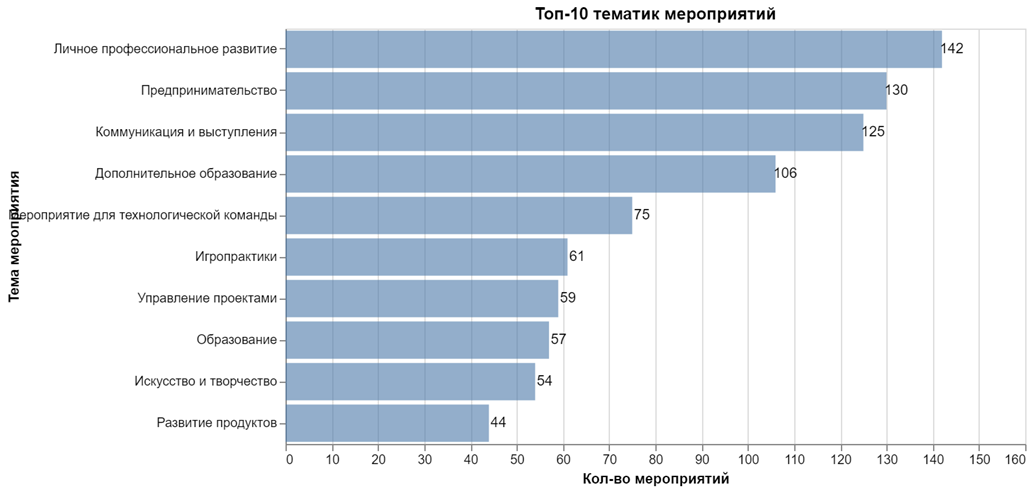 Топ-10 тематик мероприятий
Личное профессиональное развитие 142
Предпринимательство 130
Коммуникация и выступления 125
Дополнительное образование 106
Мероприятие для технологической команды 75
Игропрактики 61
Управление проектами 59
Образование 57
Искусство и творчество 54
Развитие продуктов 44
Тема мероприятия
0 10 20 30 40 50 60 70 80 90 100 110 120 130 140 150 160
Кол-во мероприятий